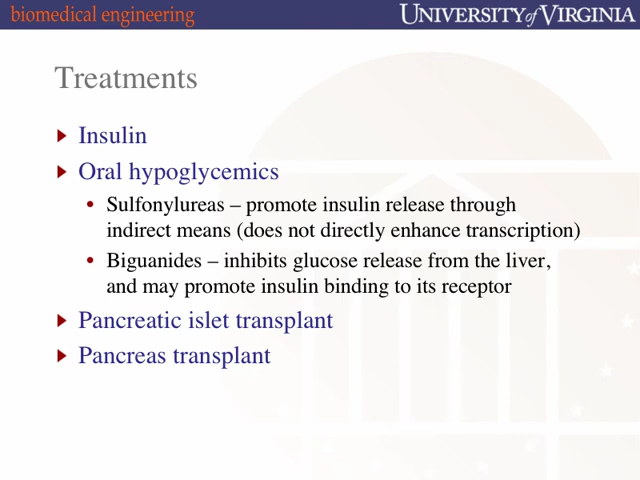 biomedical engineering
UNIVERSITY of VIRGINIA
Treatments
Insulin
Oral hypoglycemics
• Sulfonylureas – promote insulin release through
indirect means (does not directly enhance transcription)
• Biguanides – inhibits glucose release from the liver,
and may promote insulin binding to its receptor
Pancreatic islet transplant
Pancreas transplant